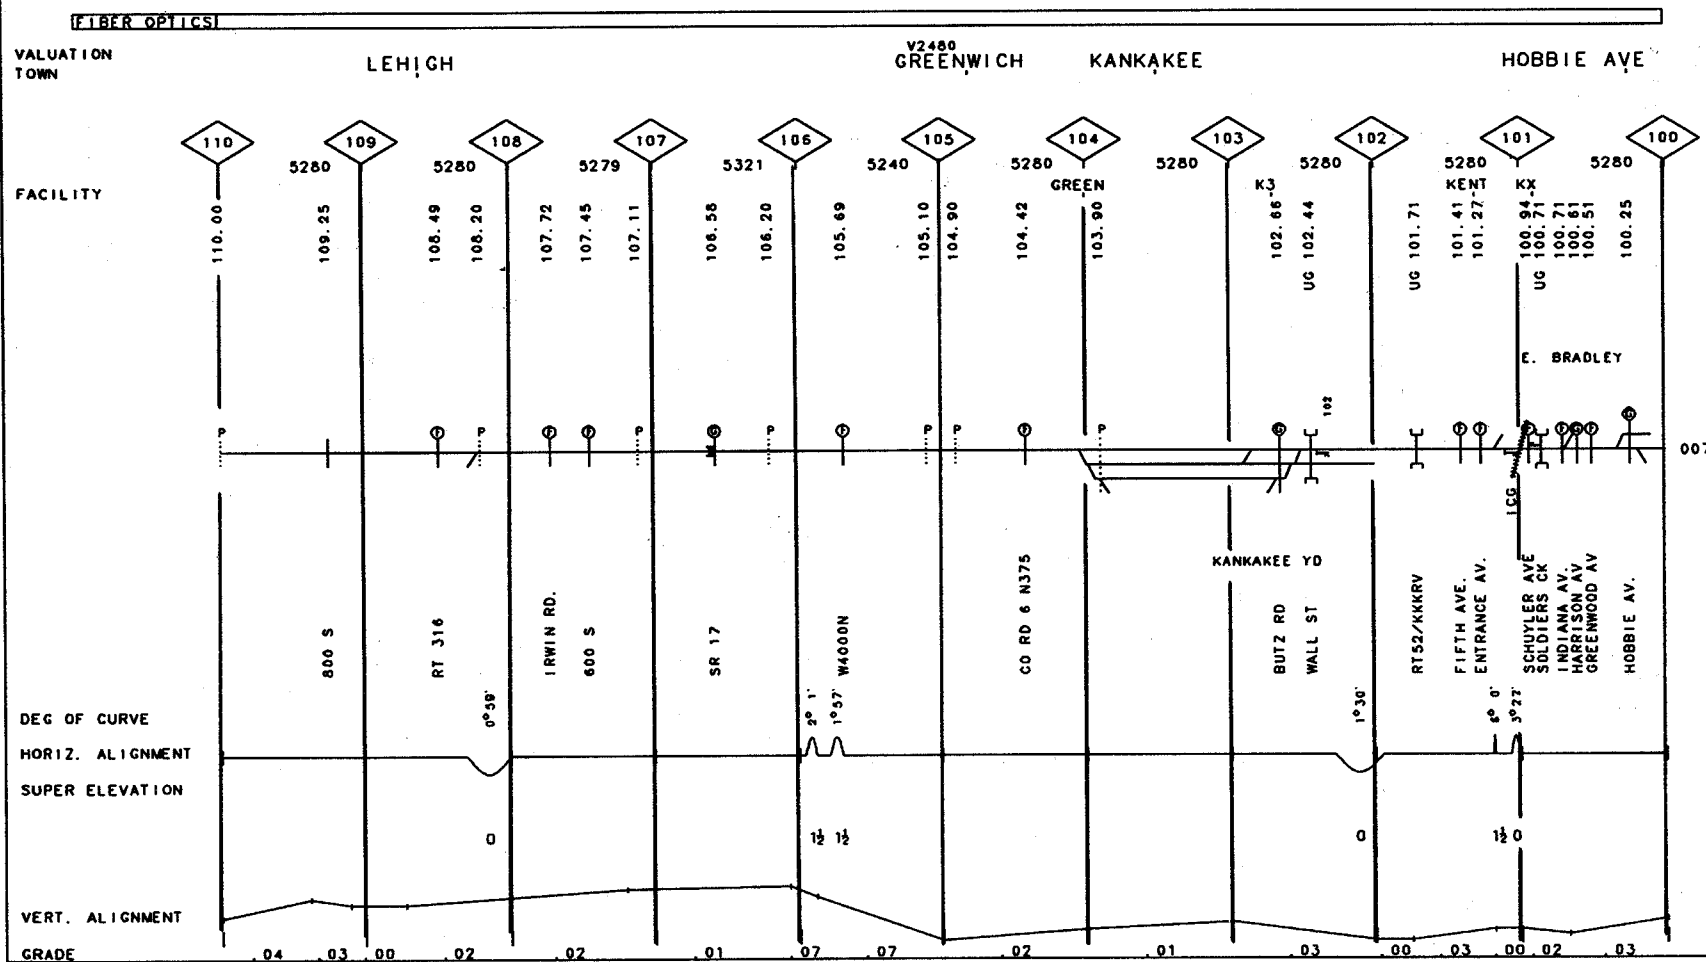 FIBER OPTICS
VALUATION V2480
TOWN LEHIGH GREENWICH KANKAKEE HOBBIE AVE
110 109 108 107 106 105 104 103 102 101 100
5280 5280 5279 5321 5240 5280 5280 5280 5280 5280
FACILITY GREEN K3 KENT KX
110.00 109.25 108.49 108.20 107.72 107.45 107.11 106.58 106.20 105.69 105.10 104.90 104.42 103.90 102.66 UG 102.44 UG 101.71 101.41 101.27 100.94 UG 100.71 100.71 100.61 100.51 100.25
E. BRADLEY
102
P F P F F P G P F P P F P G F F F F G F G
007
ICG
KANKAKEE YD
800 S RT 316 IRWIN RD. 600 S SR 17 W4000N CO RD 6 N375 BUTZ RD WALL ST RT52/KKKRV FIFTH AVE. ENTRANCE AV. SCHUYLER AVE SOLDIERS CK INDIANA AV. HARRISON AV GREENWOOD AV HOBBIE AV.
DEG OF CURVE 0°59' 2° 1' 1°57' 1°30' 6° 0' 3°22'
HORIZ. ALIGNMENT
SUPER ELEVATION
0 1½ 1½ 0 1½ 0
VERT. ALIGNMENT
GRADE .04 .03 .00 .02 .02 .01 .07 .07 .02 .01 .03 .00 .03 .00 .02 .03